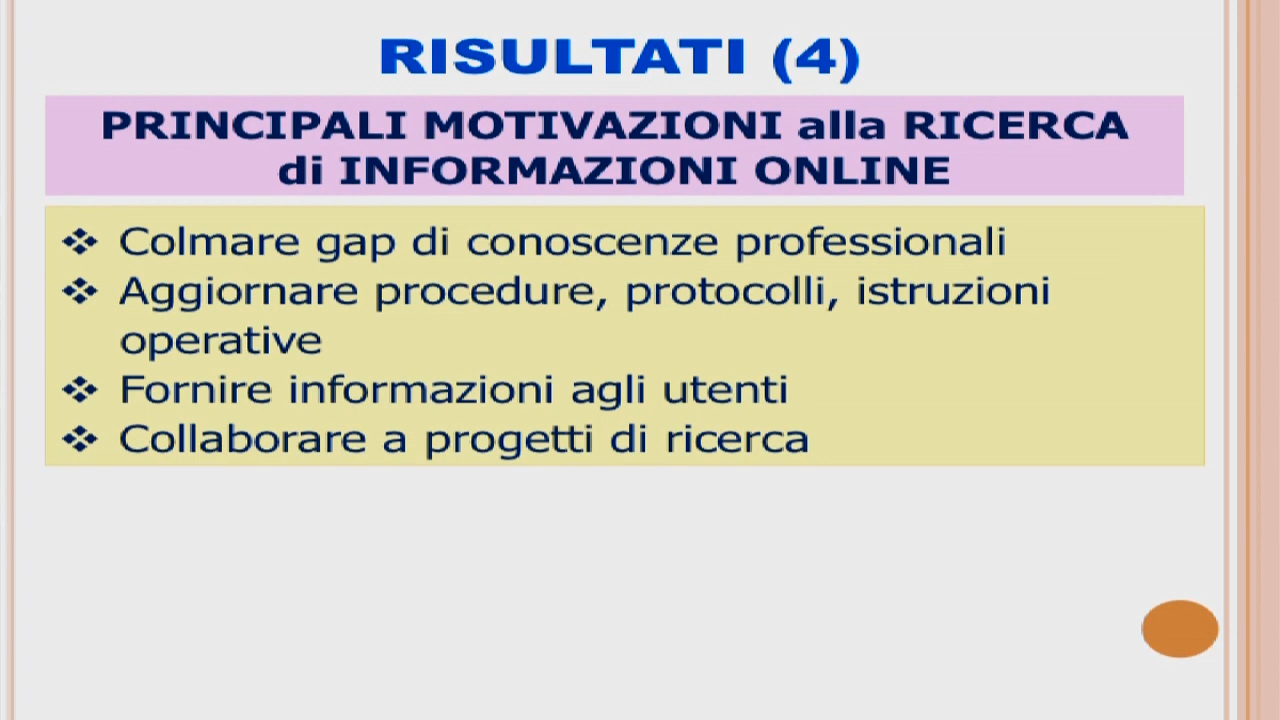 RISULTATI (4)
PRINCIPALI MOTIVAZIONI alla RICERCA
di INFORMAZIONI ONLINE
❖ Colmare gap di conoscenze professionali
❖ Aggiornare procedure, protocolli, istruzioni
operative
❖ Fornire informazioni agli utenti
❖ Collaborare a progetti di ricerca